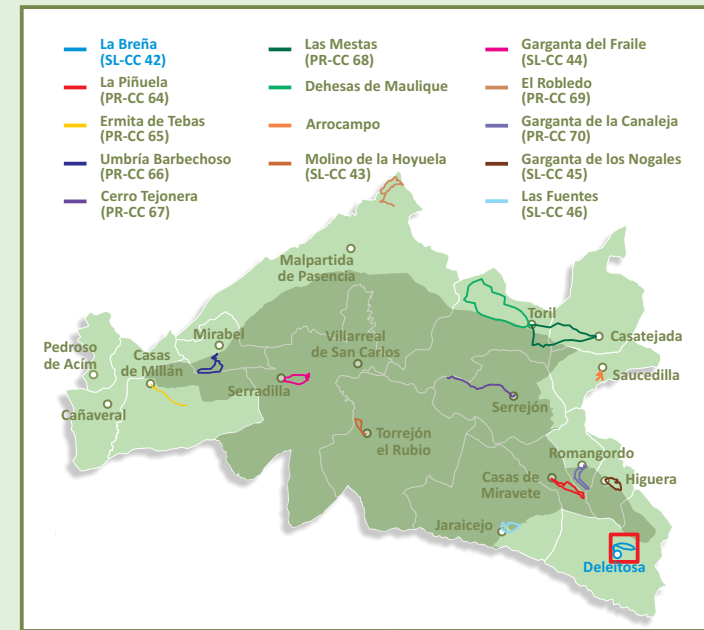 La Breña
(SL-CC 42)
La Piñuela
(PR-CC 64)
Ermita de Tebas
(PR-CC 65)
Umbría Barbechoso
(PR-CC 66)
Cerro Tejonera
(PR-CC 67)
Las Mestas
(PR-CC 68)
Dehesas de Maulique
Arrocampo
Molino de la Hoyuela
(SL-CC 43)
Garganta del Fraile
(SL-CC 44)
El Robledo
(PR-CC 69)
Garganta de la Canaleja
(PR-CC 70)
Garganta de los Nogales
(SL-CC 45)
Las Fuentes
(SL-CC 46)
Malpartida
de Pasencia
Toril
Casatejada
Mirabel
Villarreal
de San Carlos
Pedroso
de Acím
Casas
de Millán
Saucedilla
Serradilla
Serrejón
Cañaveral
Torrejón
el Rubio
Romangordo
Casas de
Miravete
Higuera
Jaraicejo
Deleitosa